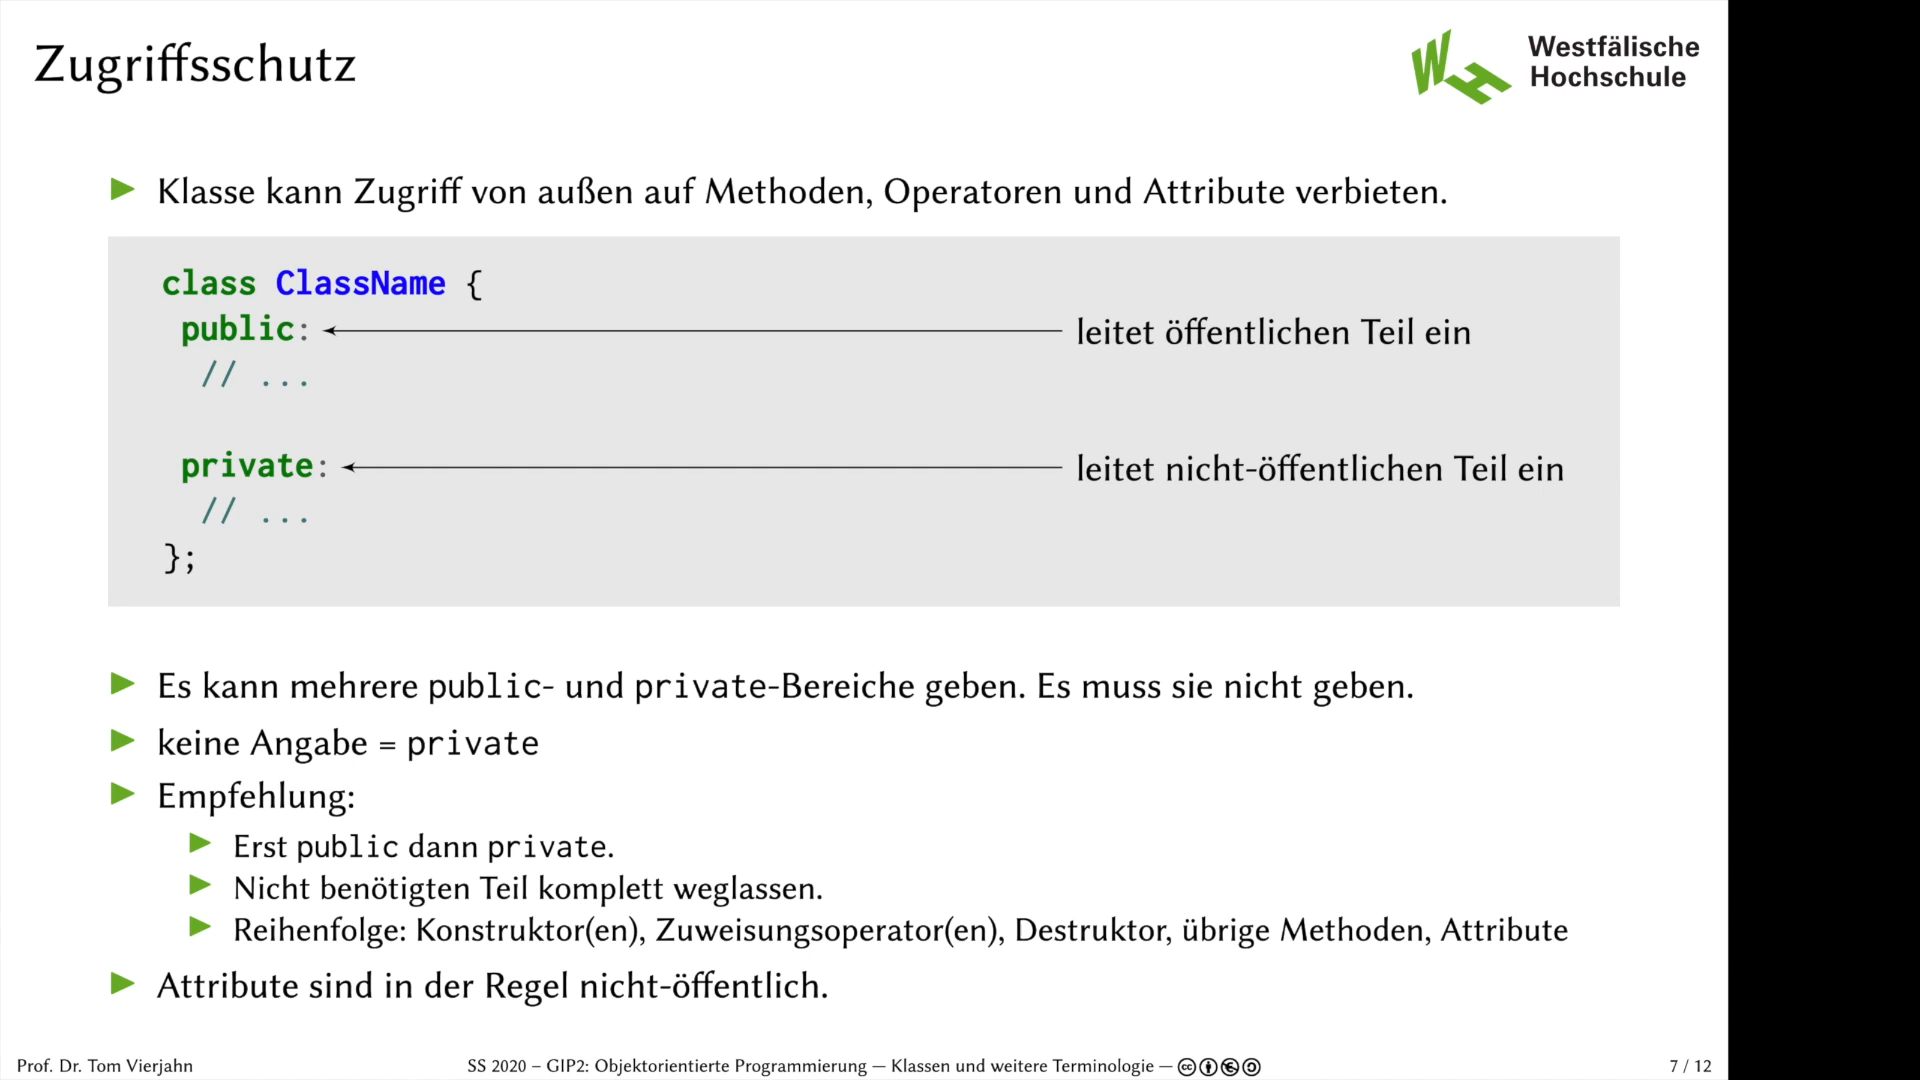 Zugriffsschutz
Westfälische
Hochschule
Klasse kann Zugriff von außen auf Methoden, Operatoren und Attribute verbieten.
class ClassName {
public: leitet öffentlichen Teil ein
// ...
private: leitet nicht-öffentlichen Teil ein
// ...
};
Es kann mehrere public- und private-Bereiche geben. Es muss sie nicht geben.
keine Angabe = private
Empfehlung:
Erst public dann private.
Nicht benötigten Teil komplett weglassen.
Reihenfolge: Konstruktor(en), Zuweisungsoperator(en), Destruktor, übrige Methoden, Attribute
Attribute sind in der Regel nicht-öffentlich.
Prof. Dr. Tom Vierjahn SS 2020 – GIP2: Objektorientierte Programmierung — Klassen und weitere Terminologie — 7 / 12